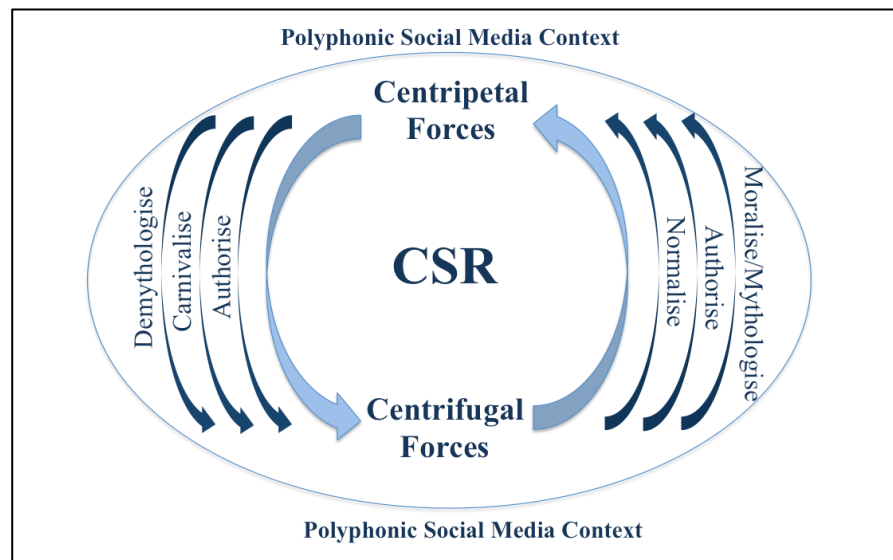 Polyphonic Social Media Context
Centripetal
Forces
Demythologise
Carnivalise
Authorise
CSR
Normalise
Authorise
Moralise/Mythologise
Centrifugal
Forces
Polyphonic Social Media Context